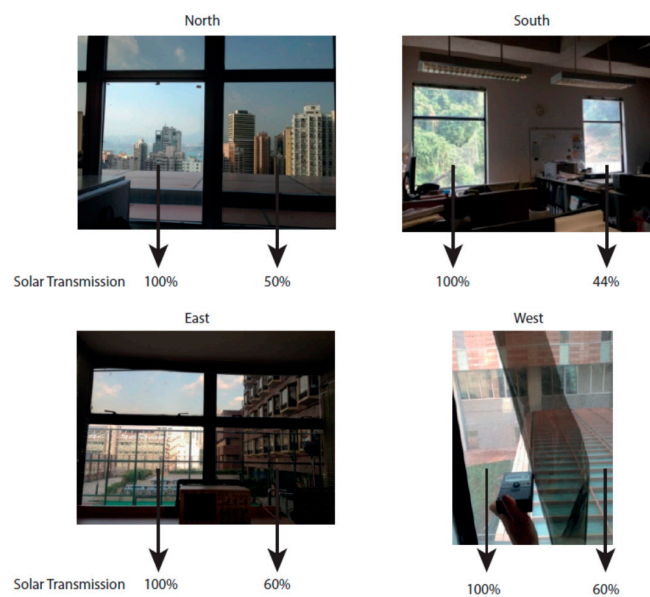 North South
Solar Transmission 100% 50% 100% 44%
East West
Solar Transmission 100% 60% 100% 60%